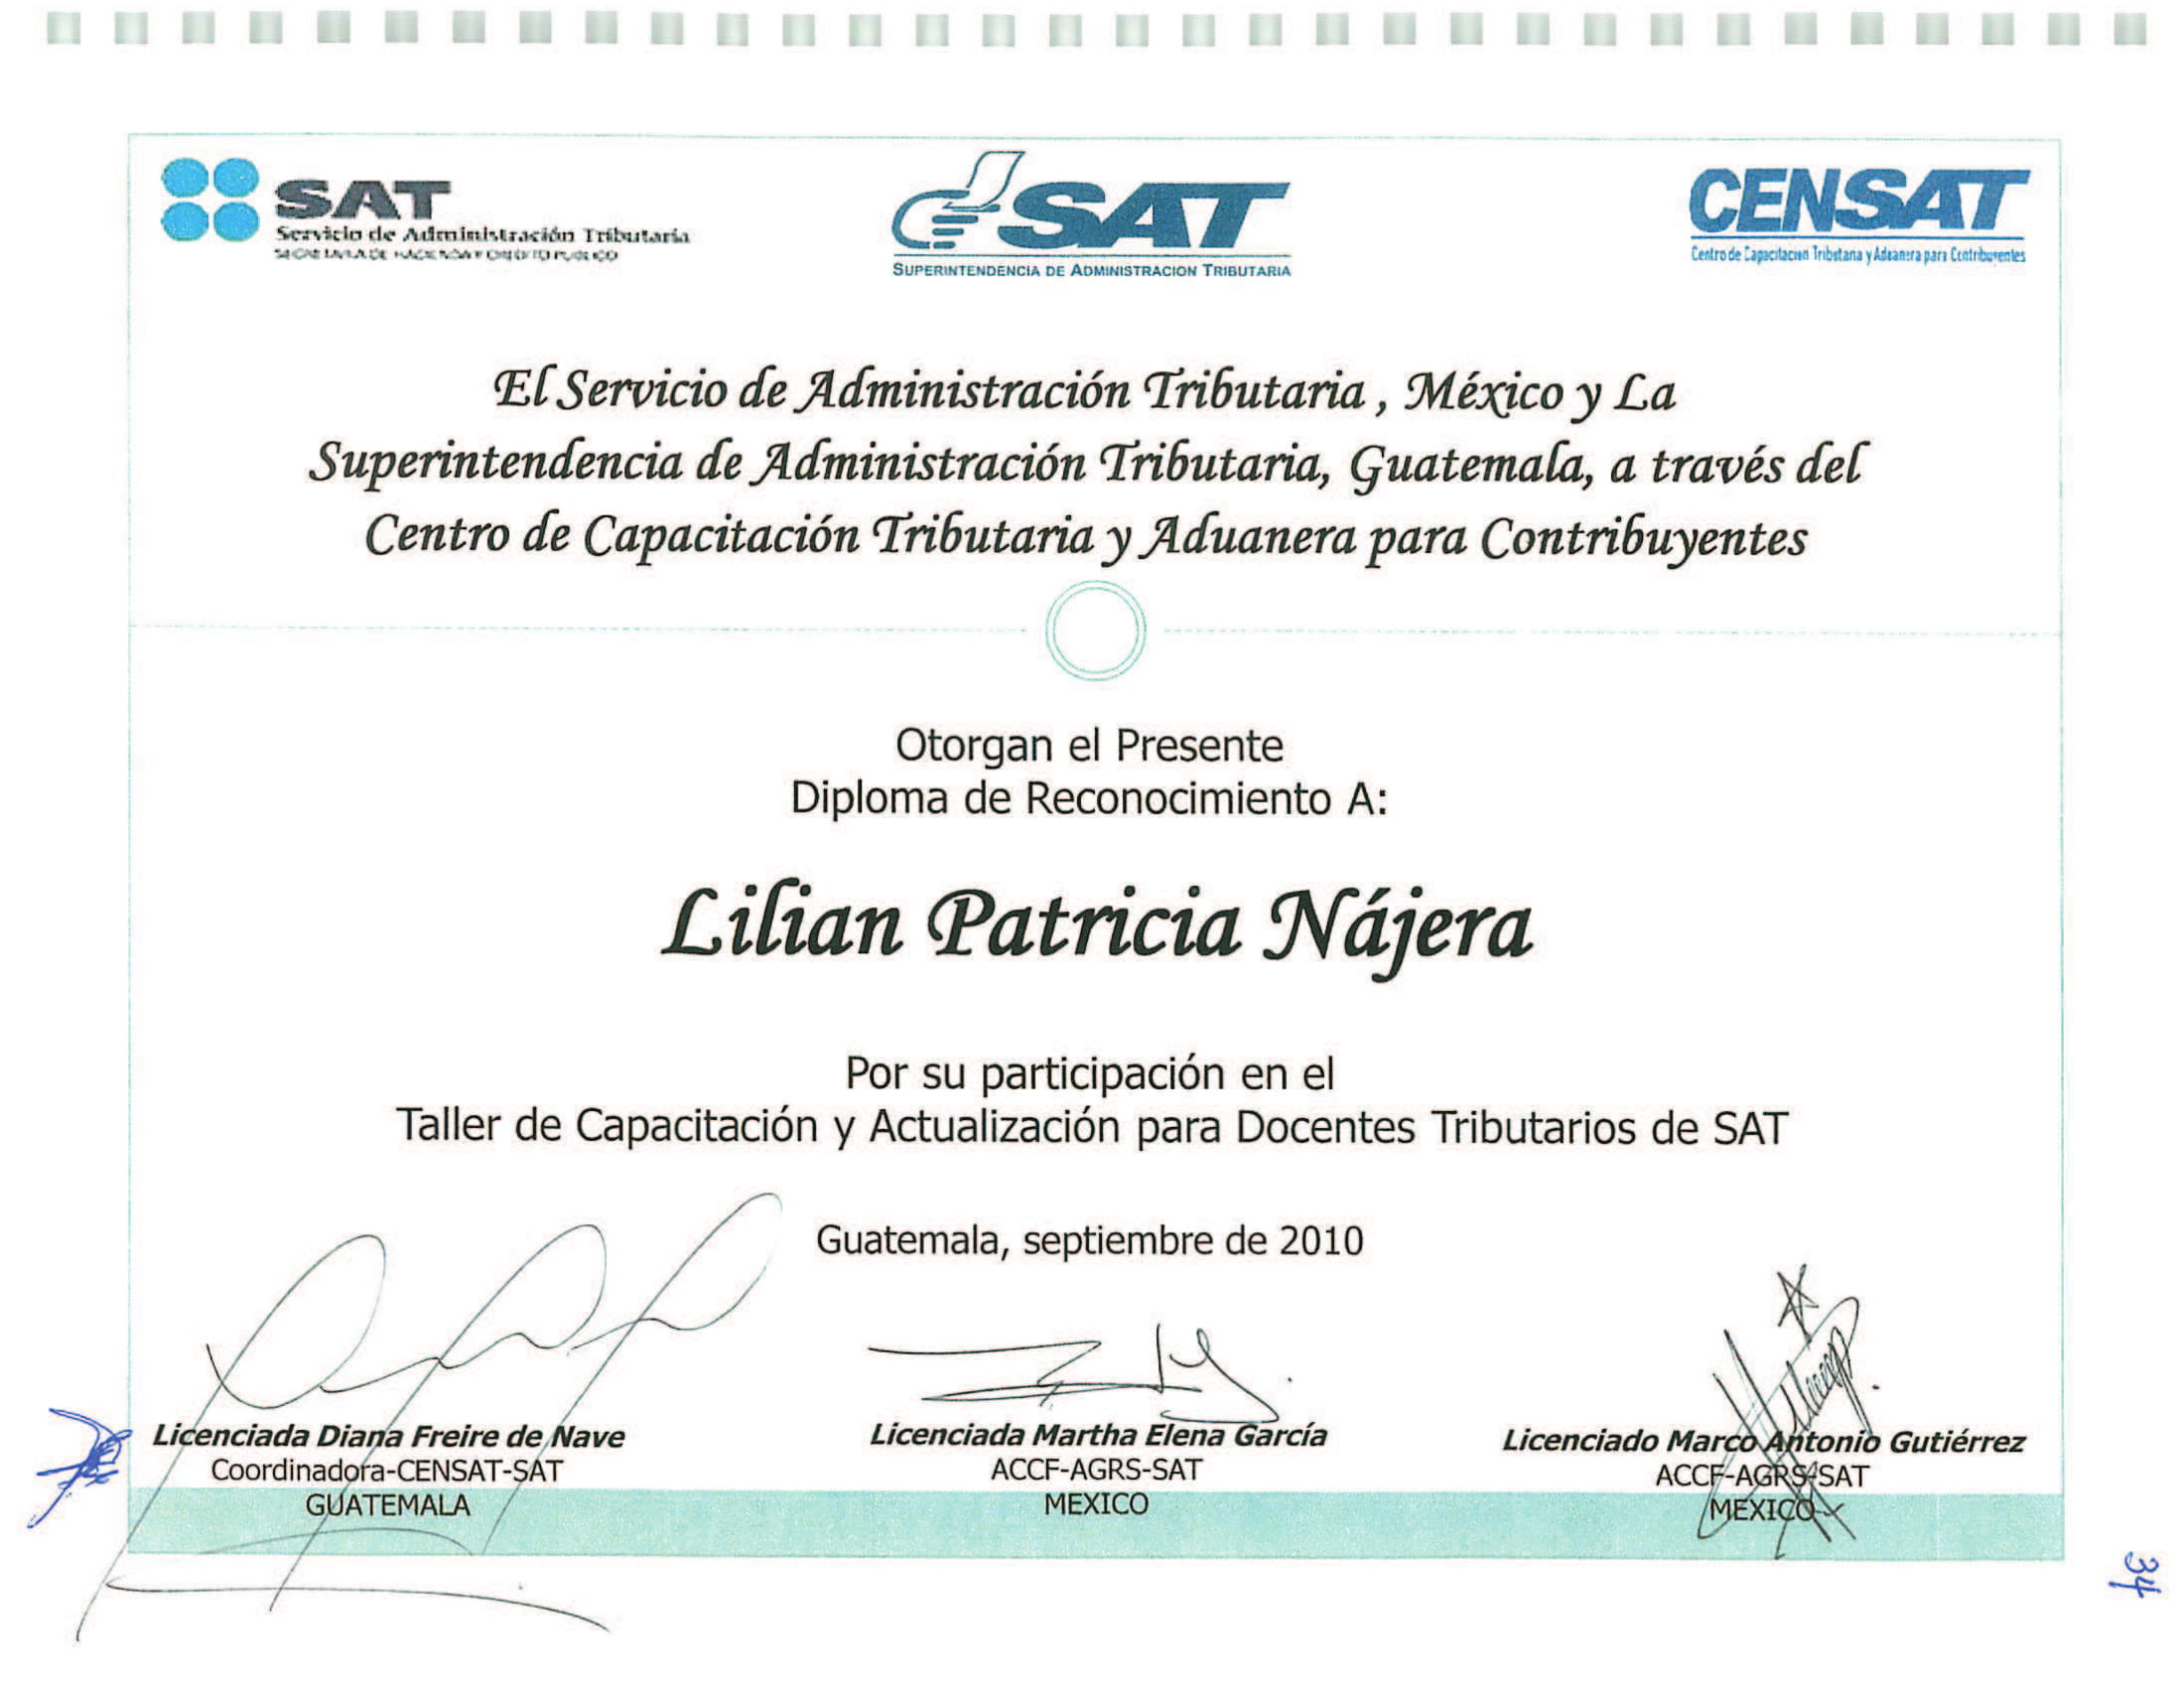 SAT
Servicio de Administración Tributaria
SECRETARIA DE HACIENDA Y CREDITO PUBLICO
SAT
SUPERINTENDENCIA DE ADMINISTRACION TRIBUTARIA
CENSAT
Centro de Capacitacion Tributaria y Aduanera para Contribuyentes
El Servicio de Administración Tributaria , México y La
Superintendencia de Administración Tributaria, Guatemala, a través del
Centro de Capacitación Tributaria y Aduanera para Contribuyentes
Otorgan el Presente
Diploma de Reconocimiento A:
Lilian Patricia Nájera
Por su participación en el
Taller de Capacitación y Actualización para Docentes Tributarios de SAT
Guatemala, septiembre de 2010
Licenciada Diana Freire de Nave
Coordinadora-CENSAT-SAT
GUATEMALA
Licenciada Martha Elena García
ACCF-AGRS-SAT
MEXICO
Licenciado Marco Antonio Gutiérrez
ACCF-AGRS-SAT
MEXICO
34